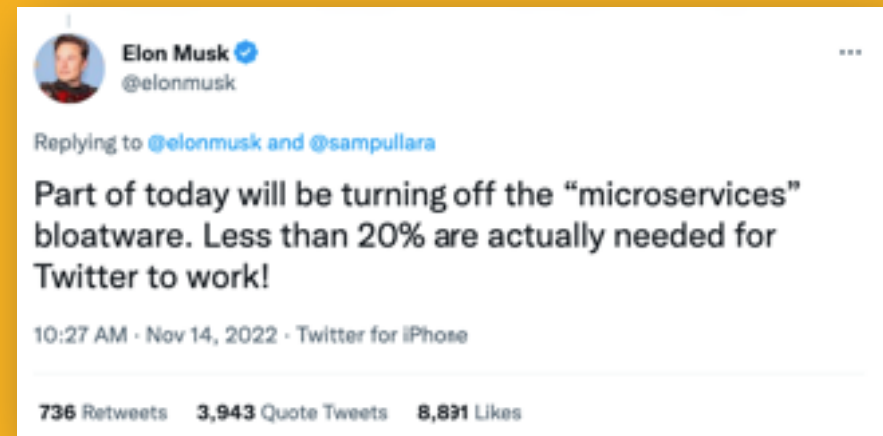 Elon Musk
@elonmusk
Replying to @elonmusk and @sampullara
Part of today will be turning off the “microservices”
bloatware. Less than 20% are actually needed for
Twitter to work!
10:27 AM · Nov 14, 2022 · Twitter for iPhone
736 Retweets 3,943 Quote Tweets 8,891 Likes